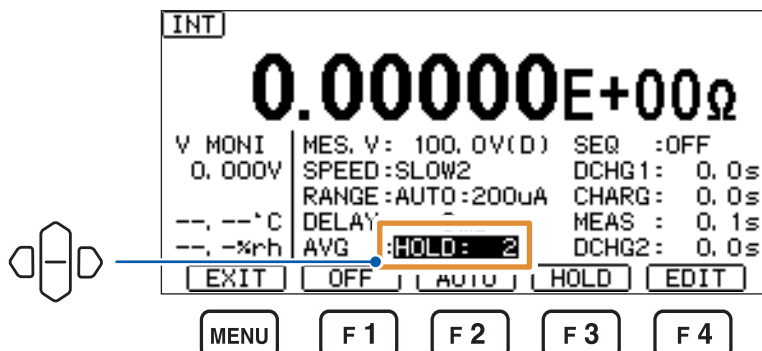 INT
0.00000E+00Ω
V MONI
0.000V
--.--°C
--.-%rh
MES.V: 100.0V(D)
SPEED:SLOW2
RANGE:AUTO:200uA
DELAY
AVG :HOLD: 2
SEQ :OFF
DCHG1: 0.0s
CHARG: 0.0s
MEAS : 0.1s
DCHG2: 0.0s
EXIT OFF AUTO HOLD EDIT
MENU F1 F2 F3 F4